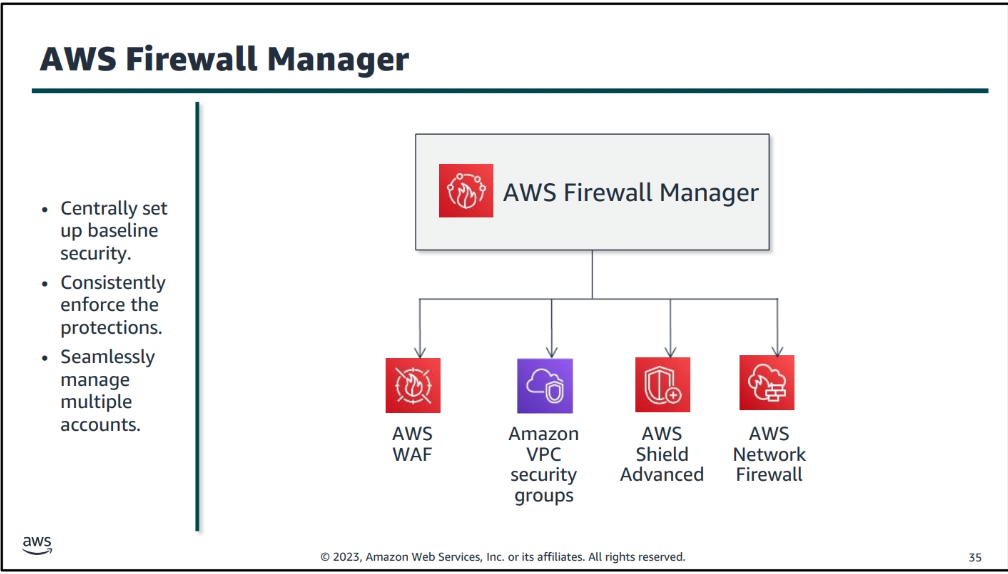 AWS Firewall Manager
• Centrally set
up baseline
security.
• Consistently
enforce the
protections.
• Seamlessly
manage
multiple
accounts.
AWS Firewall Manager
AWS
WAF
Amazon
VPC
security
groups
AWS
Shield
Advanced
AWS
Network
Firewall
aws
© 2023, Amazon Web Services, Inc. or its affiliates. All rights reserved.
35